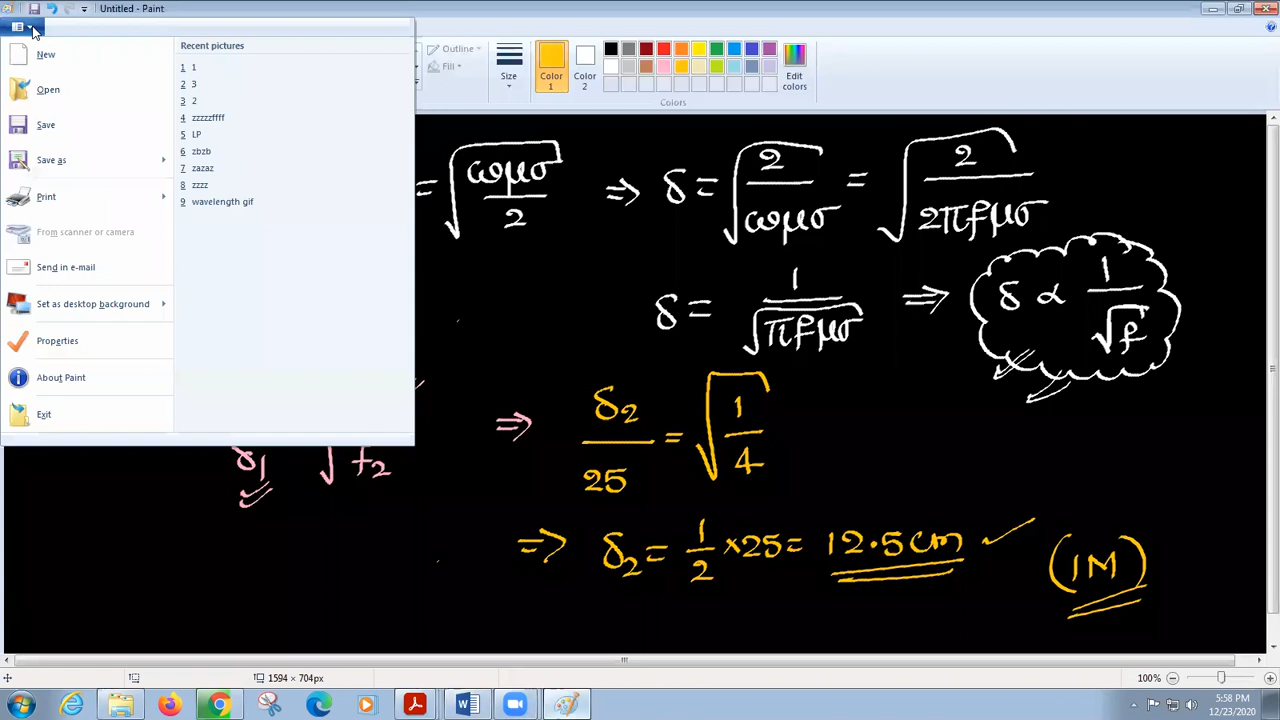 Untitled - Paint
New
Open
Save
Save as
Print
From scanner or camera
Send in e-mail
Set as desktop background
Properties
About Paint
Exit
Recent pictures
1 1
2 3
3 2
4 zzzzzffff
5 LP
6 zbzb
7 zazaz
8 zzzz
9 wavelength gif
Outline
Fill
Size
Color 1
Color 2
Edit colors
Colors
= √(ωμσ/2) ⇒ δ = √(2/ωμσ) = √(2/2πfμσ)
δ = 1/√(πfμσ) ⇒ δ ∝ 1/√f
δ1 √ f2 ⇒ δ2/25 = √(1/4)
⇒ δ2 = 1/2 ×25 = 12.5cm ✓ (1M)
1594 × 704px
100%
5:58 PM
12/23/2020